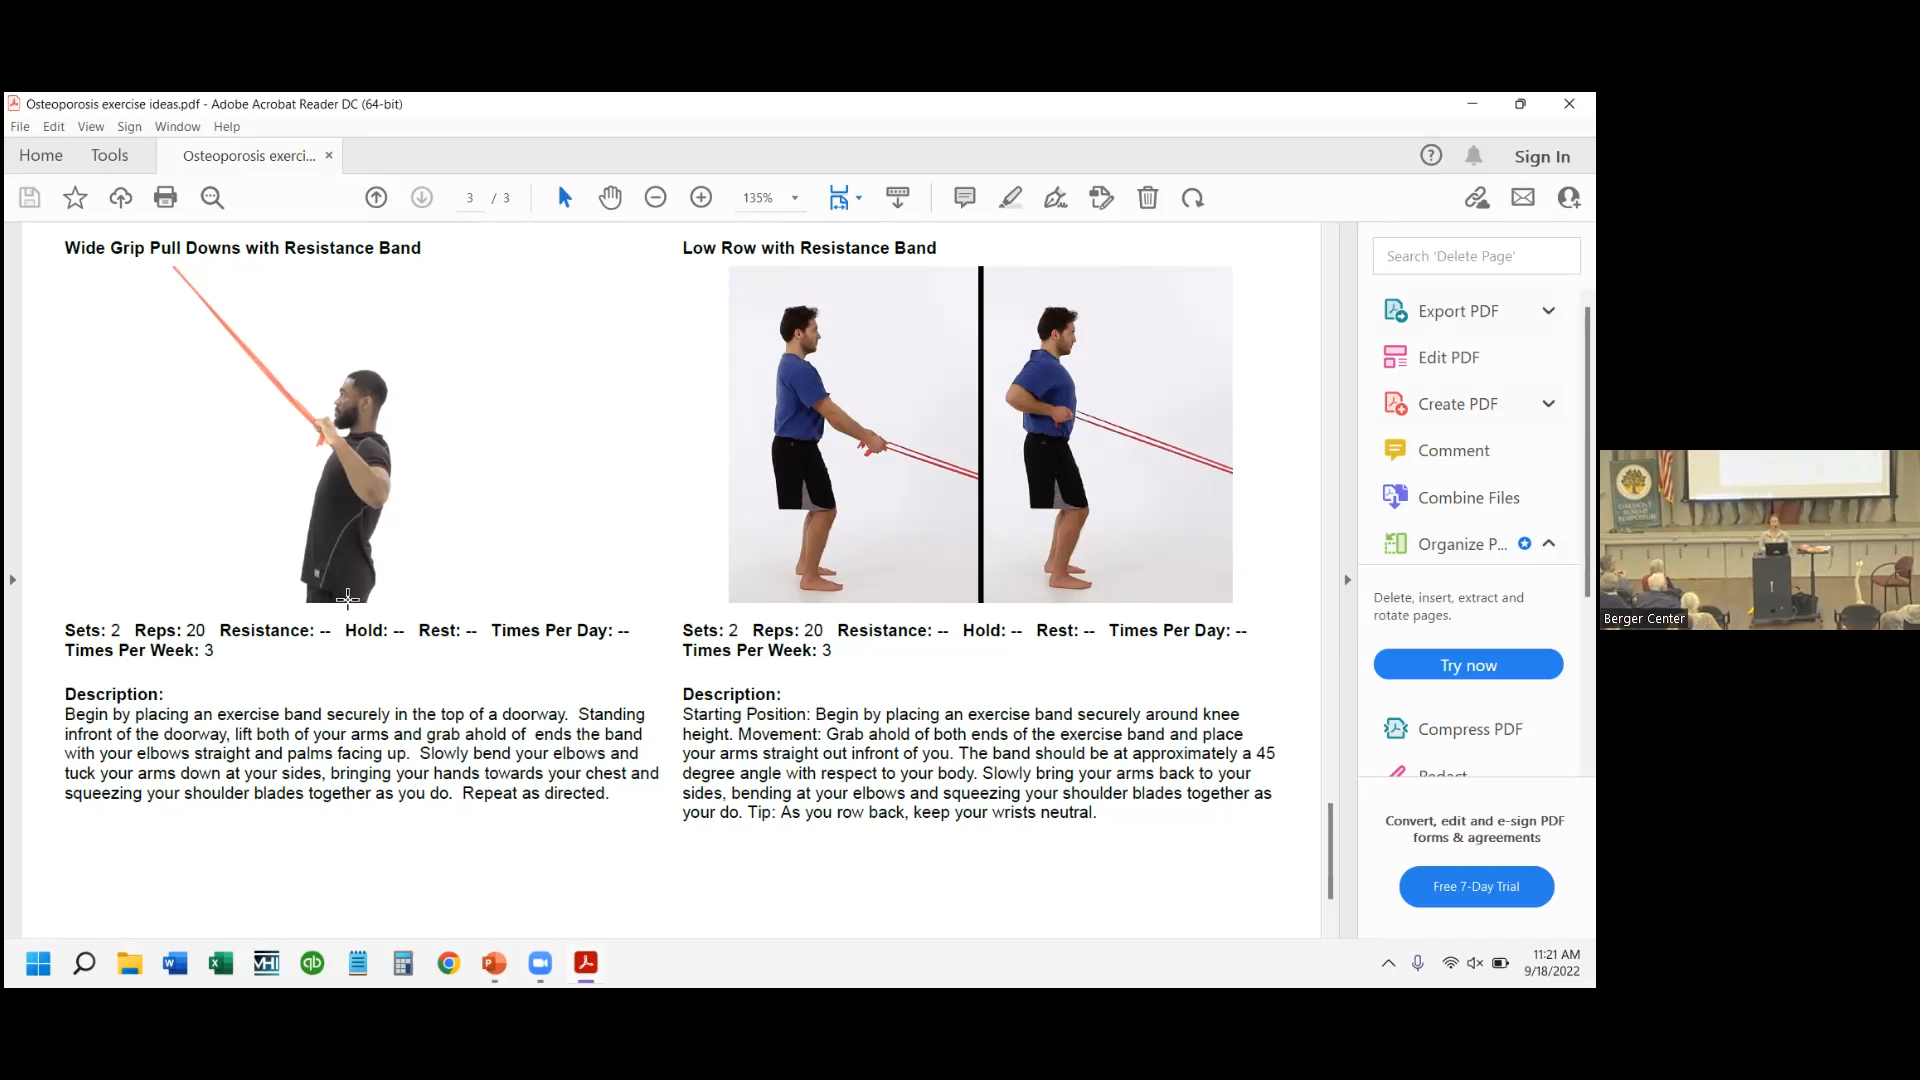 Osteoporosis exercise ideas.pdf - Adobe Acrobat Reader DC (64-bit)
File Edit View Sign Window Help
Home Tools Osteoporosis exerci... × Sign In
3 / 3 135%
Wide Grip Pull Downs with Resistance Band
Sets: 2 Reps: 20 Resistance: -- Hold: -- Rest: -- Times Per Day: --
Times Per Week: 3
Description:
Begin by placing an exercise band securely in the top of a doorway. Standing
infront of the doorway, lift both of your arms and grab ahold of ends the band
with your elbows straight and palms facing up. Slowly bend your elbows and
tuck your arms down at your sides, bringing your hands towards your chest and
squeezing your shoulder blades together as you do. Repeat as directed.
Low Row with Resistance Band
Sets: 2 Reps: 20 Resistance: -- Hold: -- Rest: -- Times Per Day: --
Times Per Week: 3
Description:
Starting Position: Begin by placing an exercise band securely around knee
height. Movement: Grab ahold of both ends of the exercise band and place
your arms straight out infront of you. The band should be at approximately a 45
degree angle with respect to your body. Slowly bring your arms back to your
sides, bending at your elbows and squeezing your shoulder blades together as
your do. Tip: As you row back, keep your wrists neutral.
Search 'Delete Page'
Export PDF
Edit PDF
Create PDF
Comment
Combine Files
Organize P...
Delete, insert, extract and
rotate pages.
Try now
Compress PDF
Redact
Convert, edit and e-sign PDF
forms & agreements
Free 7-Day Trial
VHI
qb
11:21 AM
9/18/2022
OAKMONT
SUNDAY
SYMPOSIUM
Berger Center